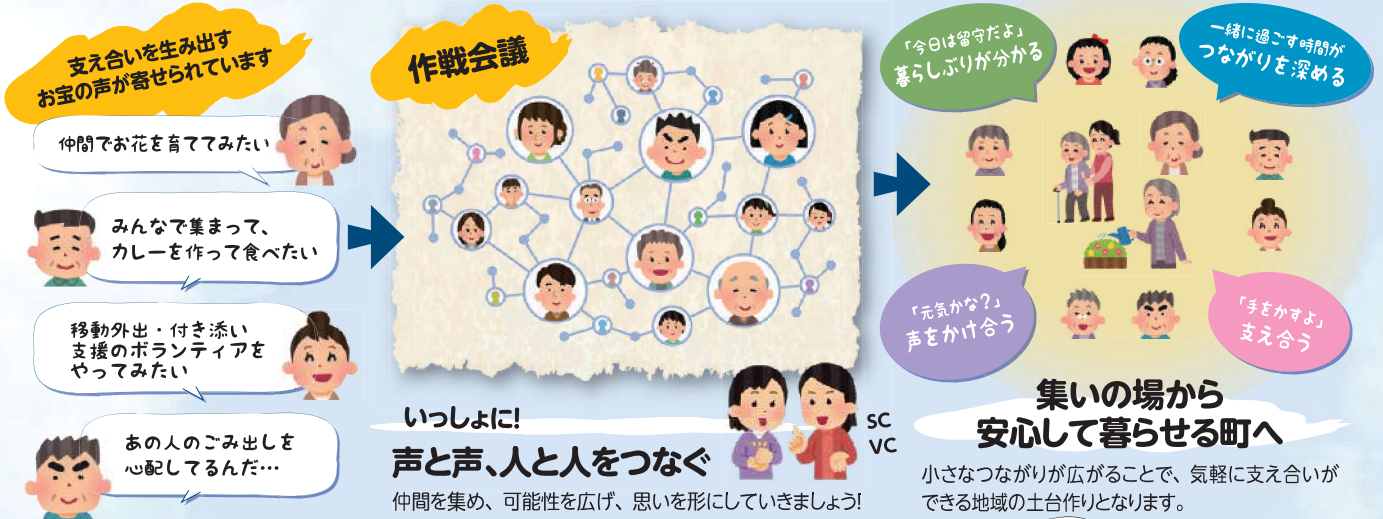 支え合いを生み出す
お宝の声が寄せられています
仲間でお花を育ててみたい
みんなで集まって、
カレーを作って食べたい
移動外出・付き添い
支援のボランティアを
やってみたい
あの人のごみ出しを
心配してるんだ…
作戦会議
いっしょに!
声と声、人と人をつなぐ
仲間を集め、可能性を広げ、思いを形にしていきましょう!
SC
VC
「今日は留守だよ」
暮らしぶりが分かる
一緒に過ごす時間が
つながりを深める
「元気かな?」
声をかけ合う
「手をかすよ」
支え合う
集いの場から
安心して暮らせる町へ
小さなつながりが広がることで、気軽に支え合いが
できる地域の土台作りとなります。